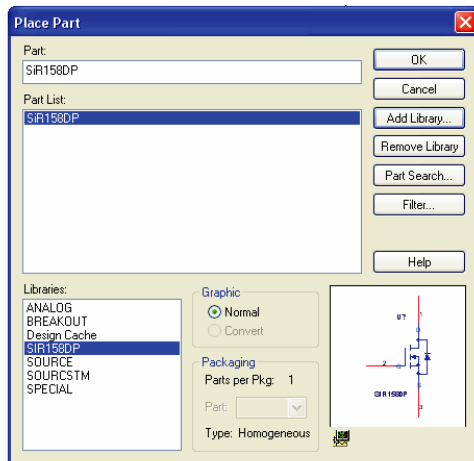 Place Part
Part:
SiR158DP
Part List:
SiR158DP
OK
Cancel
Add Library...
Remove Library
Part Search...
Filter...
Help
Libraries:
ANALOG
BREAKOUT
Design Cache
SIR158DP
SOURCE
SOURCSTM
SPECIAL
Graphic
Normal
Convert
Packaging
Parts per Pkg: 1
Part:
Type: Homogeneous
U?
1
2
SIR158DP
3